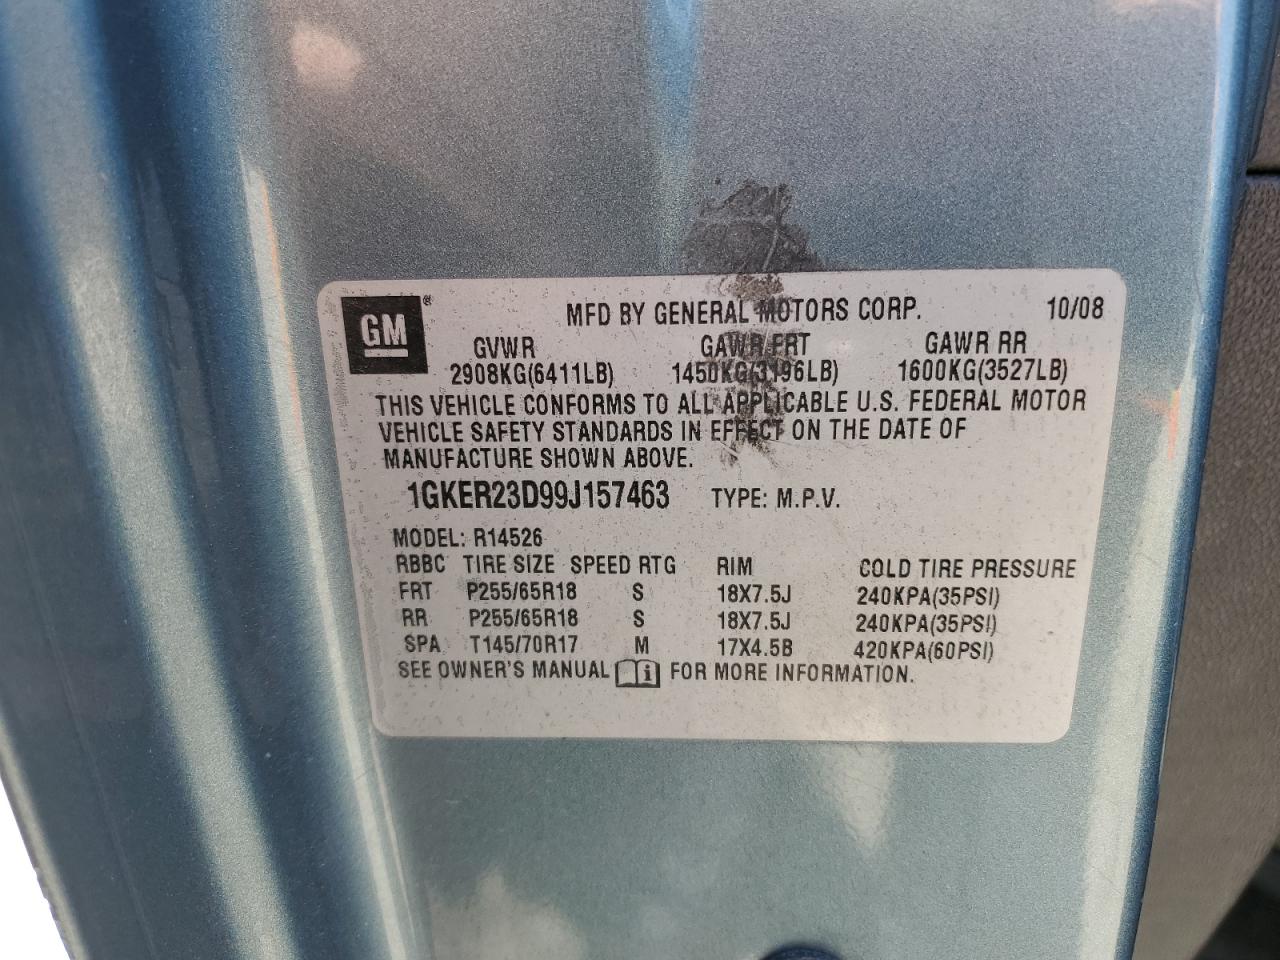 GM® MFD BY GENERAL MOTORS CORP. 10/08
GVWR GAWR FRT GAWR RR
2908KG(6411LB) 1450KG(3196LB) 1600KG(3527LB)
THIS VEHICLE CONFORMS TO ALL APPLICABLE U.S. FEDERAL MOTOR
VEHICLE SAFETY STANDARDS IN EFFECT ON THE DATE OF
MANUFACTURE SHOWN ABOVE.
1GKER23D99J157463 TYPE: M.P.V.
MODEL: R14526
RBBC TIRE SIZE SPEED RTG RIM COLD TIRE PRESSURE
FRT P255/65R18 S 18X7.5J 240KPA(35PSI)
RR P255/65R18 S 18X7.5J 240KPA(35PSI)
SPA T145/70R17 M 17X4.5B 420KPA(60PSI)
SEE OWNER'S MANUAL i FOR MORE INFORMATION.